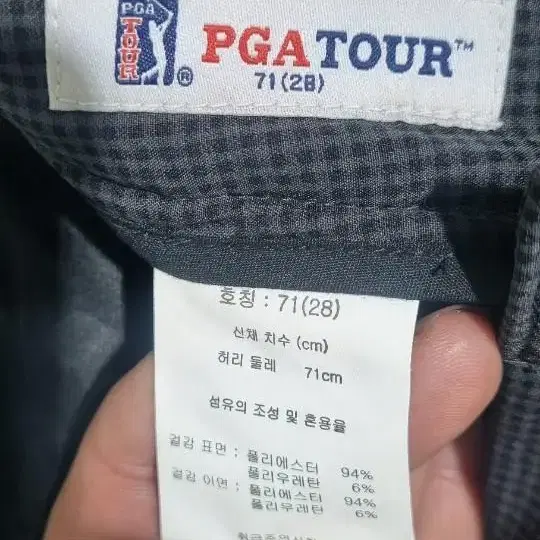 PGA
TOUR
®
PGATOUR™
71(28)
호칭 : 71(28)
신체 치수 (cm)
허리 둘레 71cm
섬유의 조성 및 혼용율
겉감 표면 : 폴리에스터 94%
폴리우레탄 6%
겉감 이면 : 폴리에스티 94%
폴리우레탄 6%